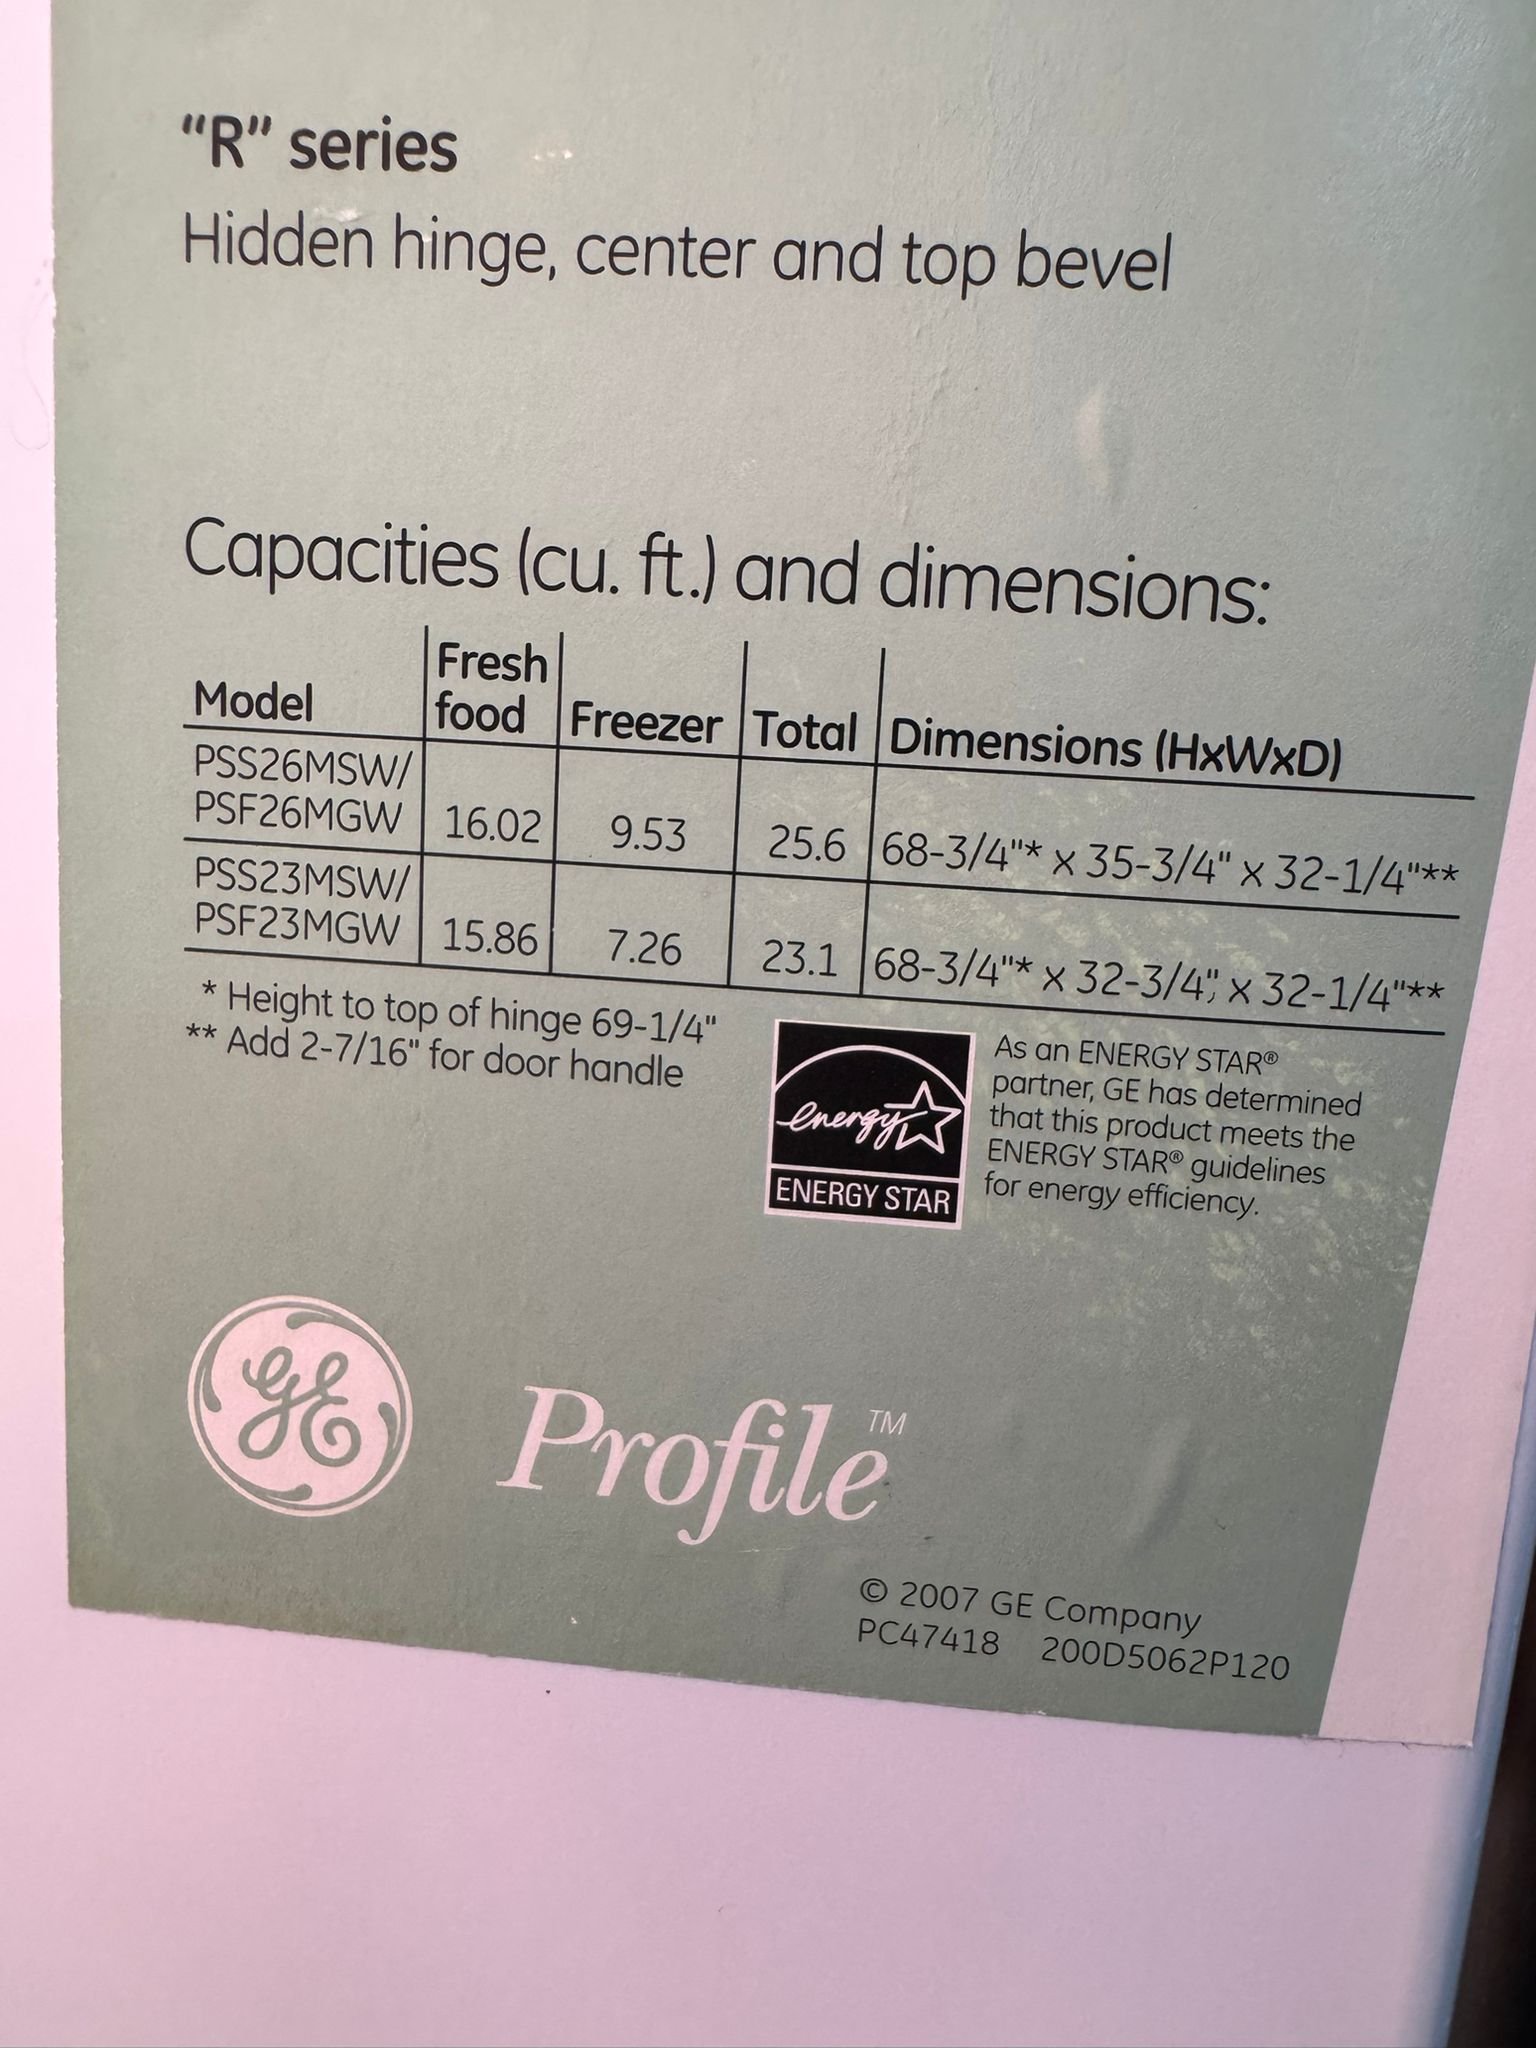 “R” series
Hidden hinge, center and top bevel
Capacities (cu. ft.) and dimensions:
Model Fresh food Freezer Total Dimensions (HxWxD)
PSS26MSW/
PSF26MGW 16.02 9.53 25.6 68-3/4"* x 35-3/4" x 32-1/4"**
PSS23MSW/
PSF23MGW 15.86 7.26 23.1 68-3/4"* x 32-3/4", x 32-1/4"**
* Height to top of hinge 69-1/4"
** Add 2-7/16" for door handle
energy
ENERGY STAR
As an ENERGY STAR®
partner, GE has determined
that this product meets the
ENERGY STAR® guidelines
for energy efficiency.
GE Profile™
© 2007 GE Company
PC47418 200D5062P120